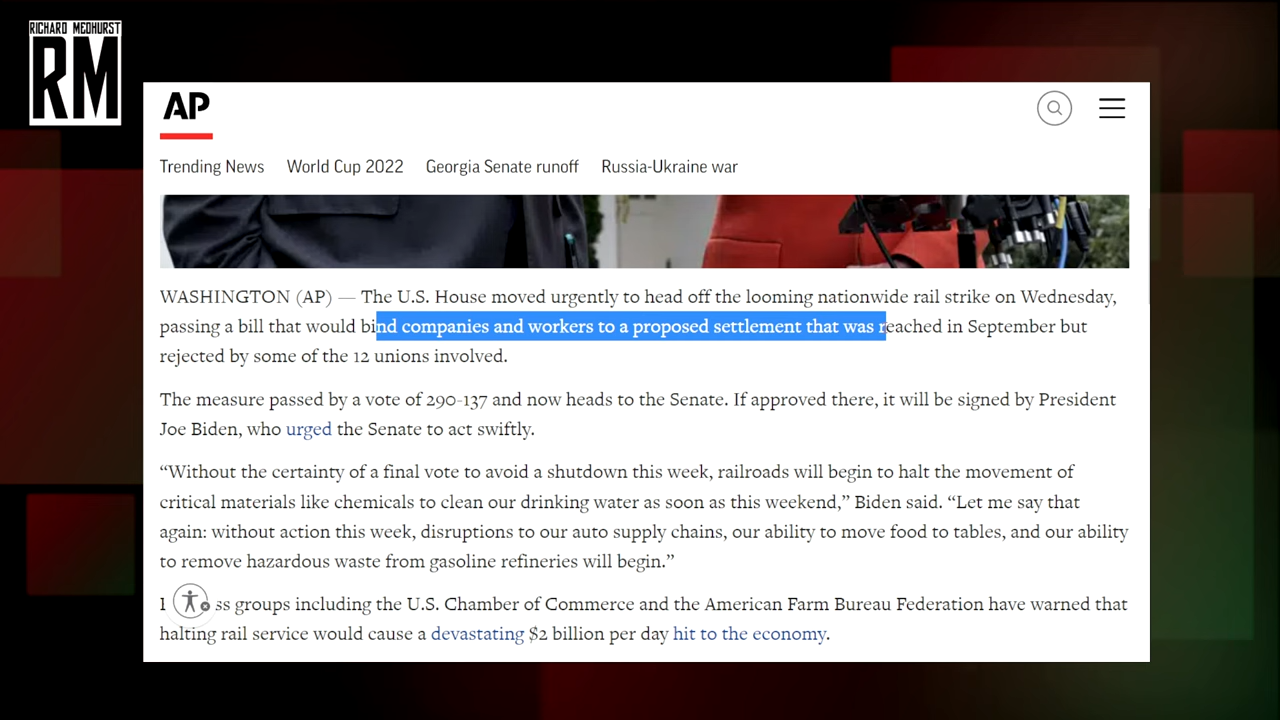 RICHARD MEDHURST
RM
AP
Trending News World Cup 2022 Georgia Senate runoff Russia-Ukraine war
WASHINGTON (AP) — The U.S. House moved urgently to head off the looming nationwide rail strike on Wednesday,
passing a bill that would bind companies and workers to a proposed settlement that was reached in September but
rejected by some of the 12 unions involved.
The measure passed by a vote of 290-137 and now heads to the Senate. If approved there, it will be signed by President
Joe Biden, who urged the Senate to act swiftly.
“Without the certainty of a final vote to avoid a shutdown this week, railroads will begin to halt the movement of
critical materials like chemicals to clean our drinking water as soon as this weekend,” Biden said. “Let me say that
again: without action this week, disruptions to our auto supply chains, our ability to move food to tables, and our ability
to remove hazardous waste from gasoline refineries will begin.”
groups including the U.S. Chamber of Commerce and the American Farm Bureau Federation have warned that
halting rail service would cause a devastating $2 billion per day hit to the economy.